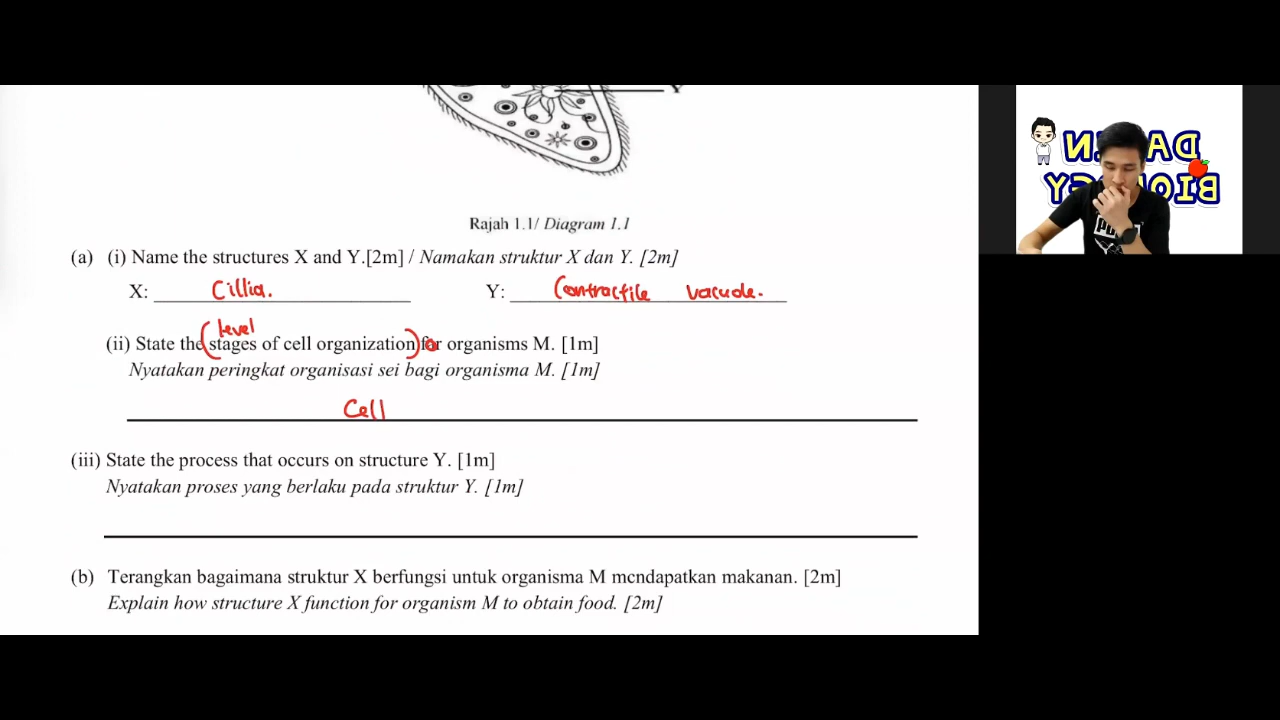 Y
Rajah 1.1/ Diagram 1.1
(a) (i) Name the structures X and Y.[2m] / Namakan struktur X dan Y. [2m]
X: Cillia. Y: Contractile vacuole.
level
(ii) State the (stages of cell organization) for organisms M. [1m]
Nyatakan peringkat organisasi sei bagi organisma M. [1m]
Cell
(iii) State the process that occurs on structure Y. [1m]
Nyatakan proses yang berlaku pada struktur Y. [1m]
(b) Terangkan bagaimana struktur X berfungsi untuk organisma M mcndapatkan makanan. [2m]
Explain how structure X function for organism M to obtain food. [2m]
BIOLOGY